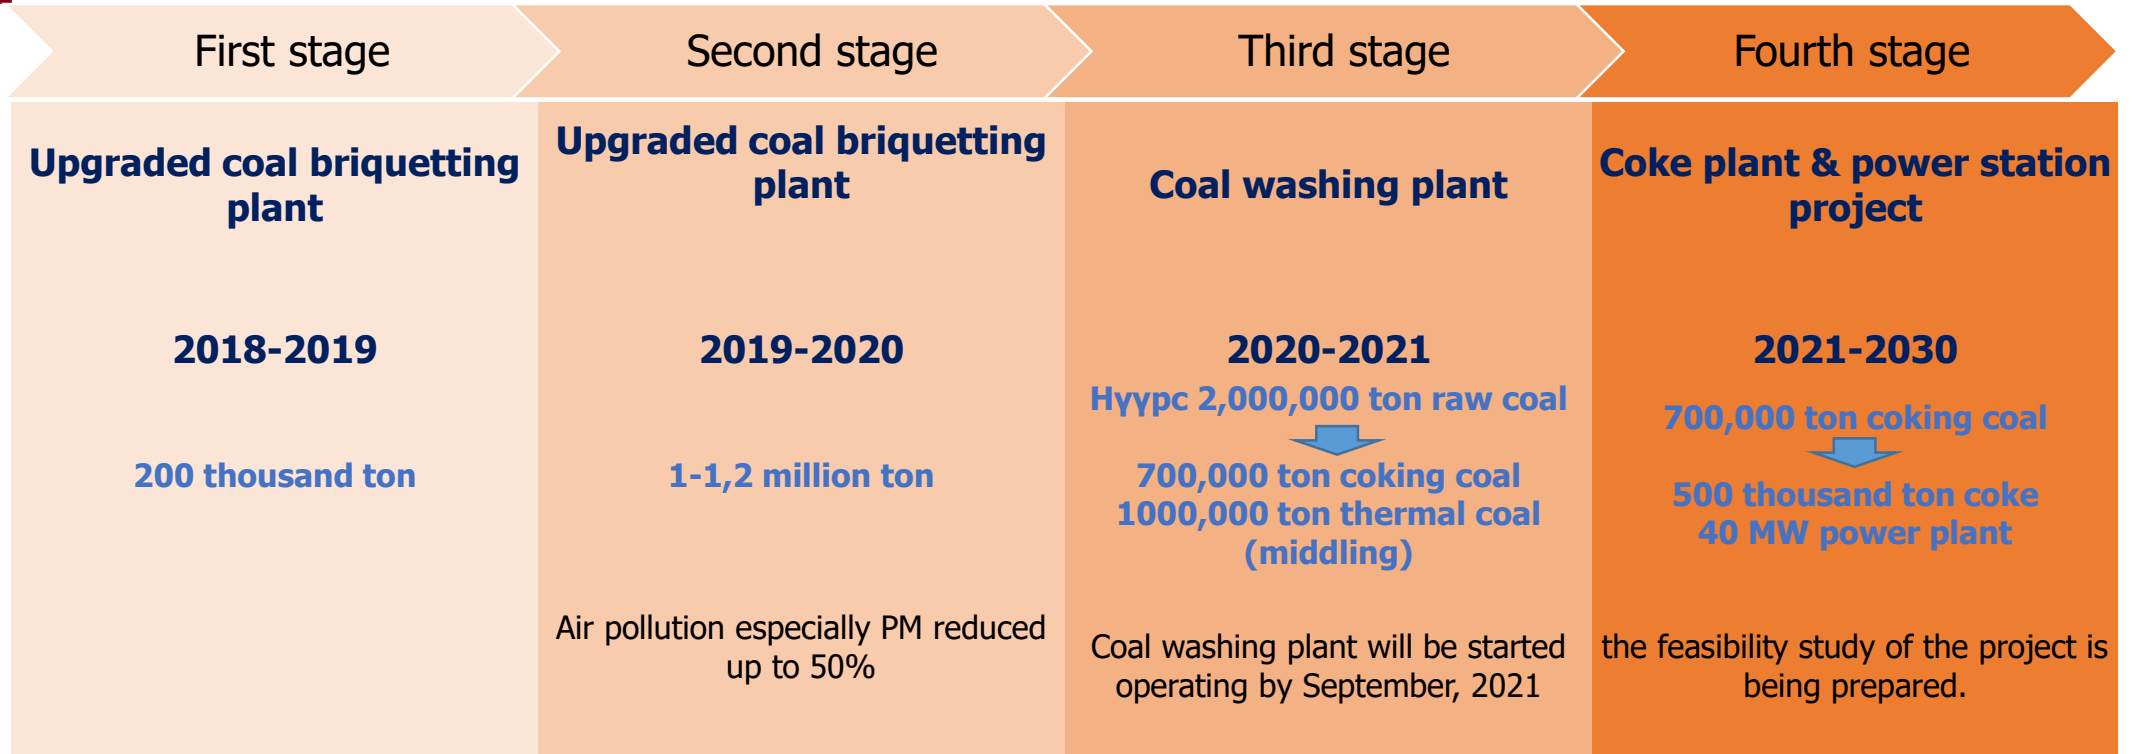 First stage
Second stage
Third stage
Fourth stage
Upgraded coal briquetting
plant
2018-2019
200 thousand ton
Upgraded coal briquetting
plant
2019-2020
1-1,2 million ton
Air pollution especially PM reduced
up to 50%
Coal washing plant
2020-2021
Нүүрс 2,000,000 ton raw coal
700,000 ton coking coal
1000,000 ton thermal coal
(middling)
Coal washing plant will be started
operating by September, 2021
Coke plant & power station
project
2021-2030
700,000 ton coking coal
500 thousand ton coke
40 MW power plant
the feasibility study of the project is
being prepared.